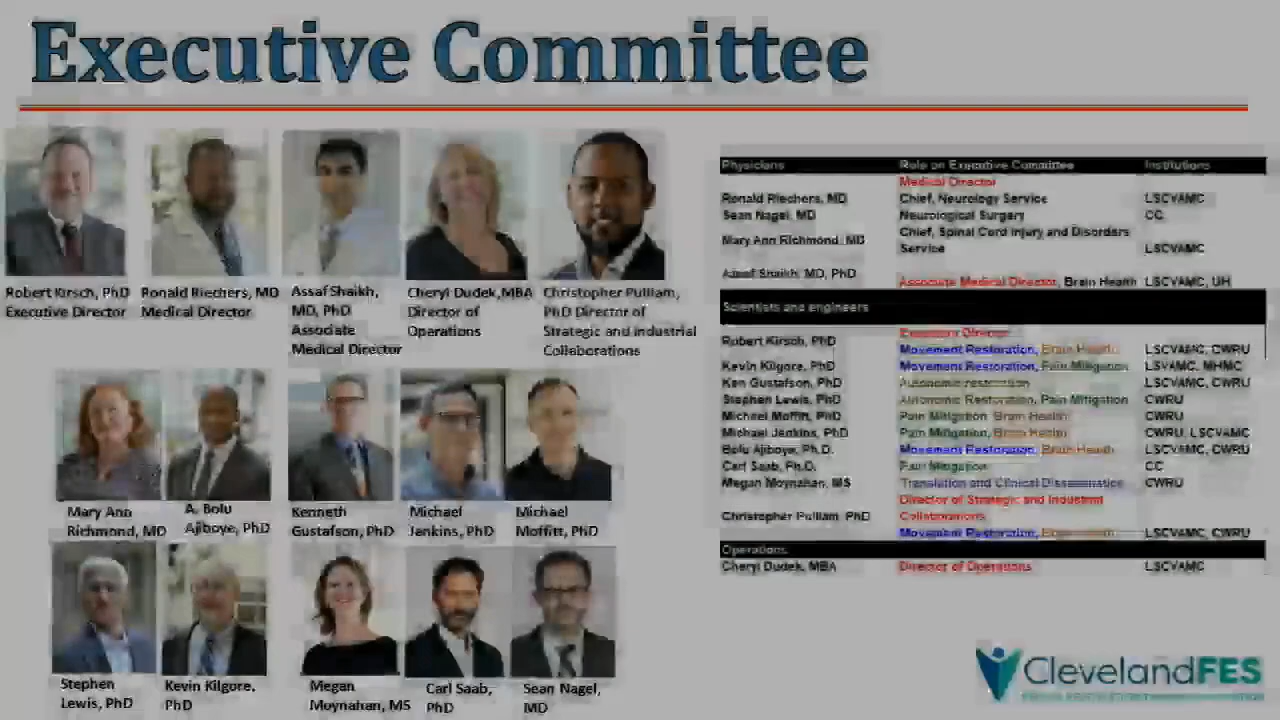 Executive Committee
Robert Kirsch, PhD
Executive Director
Ronald Riechers, MD
Medical Director
Assaf Shaikh,
MD, PhD
Associate
Medical Director
Cheryl Dudek,MBA
Director of
Operations
Christopher Pulliam,
PhD Director of
Strategic and Industrial
Collaborations
Mary Ann
Richmond, MD
A. Bolu
Ajiboye, PhD
Kenneth
Gustafson, PhD
Michael
Jenkins, PhD
Michael
Moffitt, PhD
Stephen
Lewis, PhD
Kevin Kilgore,
PhD
Megan
Moynahan, MS
Carl Saab,
PhD
Sean Nagel,
MD
Physicians Role on Executive Committee Institutions
Medical Director
Ronald Riechers, MD Chief, Neurology Service LSCVAMC
Sean Nagel, MD Neurological Surgery CC
Mary Ann Richmond, MD Chief, Spinal Cord Injury and Disorders
Service LSCVAMC
Assaf Shaikh, MD, PhD
Associate Medical Director, Brain Health LSCVAMC, UH
Scientists and engineers
Robert Kirsch, PhD Executive Director
Movement Restoration, Brain Health LSCVAMC, CWRU
Kevin Kilgore, PhD Movement Restoration, Pain Mitigation LSVAMC, MHMC
Ken Gustafson, PhD Autonomic restoration LSCVAMC, CWRU
Stephen Lewis, PhD Autonomic Restoration, Pain Mitigation CWRU
Michael Moffitt, PhD Pain Mitigation, Brain Health CWRU
Michael Jenkins, PhD Pain Mitigation, Brain Health CWRU, LSCVAMC
Bolu Ajiboye, Ph.D. Movement Restoration, Brain Health LSCVAMC, CWRU
Carl Saab, Ph.D. Pain Mitigation CC
Megan Moynahan, MS Translation and Clinical Dissemination CWRU
Director of Strategic and Industrial
Christopher Pulliam, PhD Collaborations
Movement Restoration, LSCVAMC, CWRU
Operations
Cheryl Dudek, MBA Director of Operations LSCVAMC
ClevelandFES